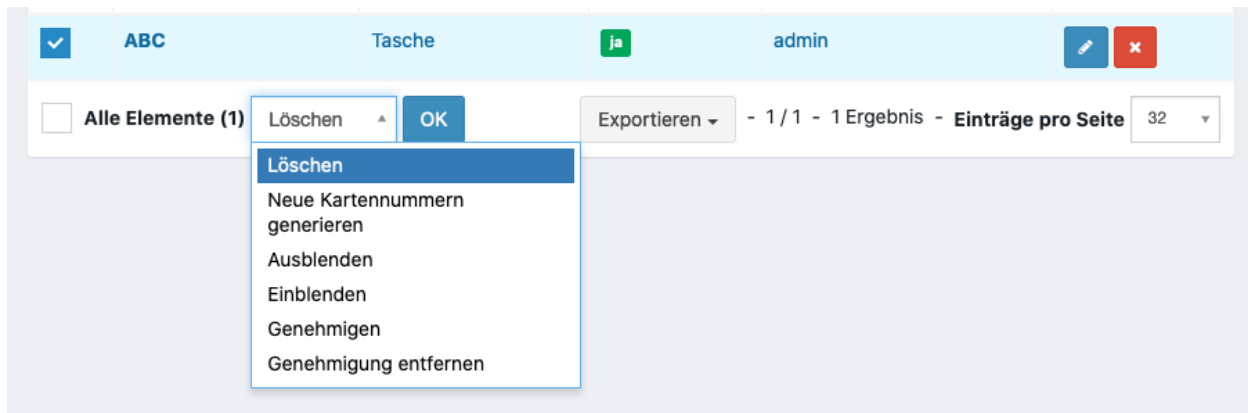 ABC Tasche ja admin
Alle Elemente (1) Löschen OK Exportieren - 1 / 1 - 1 Ergebnis - Einträge pro Seite 32
Löschen
Neue Kartennummern
generieren
Ausblenden
Einblenden
Genehmigen
Genehmigung entfernen